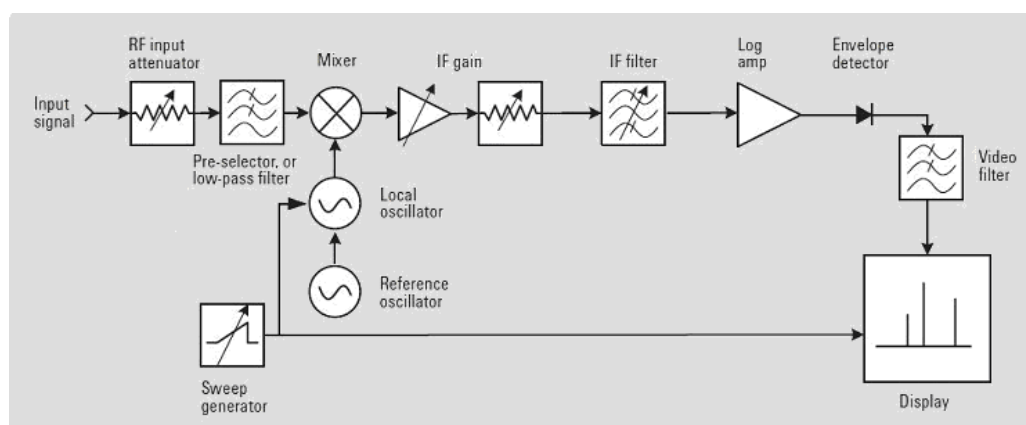 RF input
attenuator
Mixer
IF gain
IF filter
Log
amp
Envelope
detector
Input
signal
Pre-selector, or
low-pass filter
Video
filter
Local
oscillator
Reference
oscillator
Sweep
generator
Display